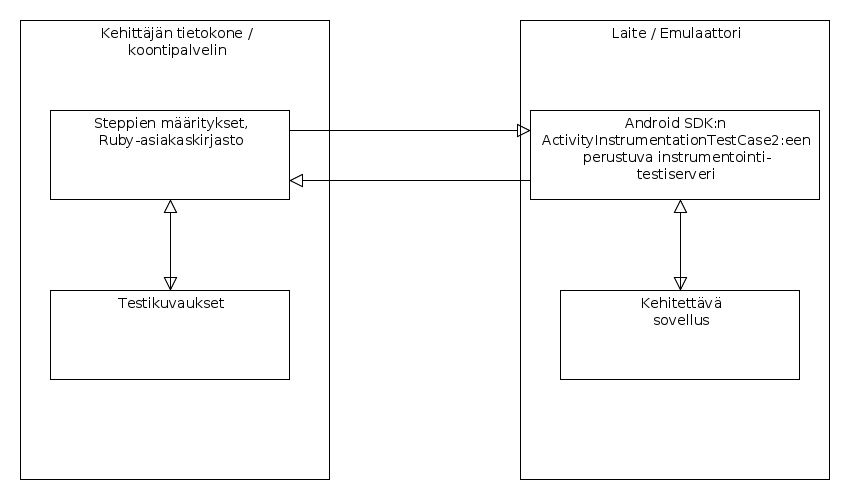 Kehittäjän tietokone /
koontipalvelin
Steppien määritykset,
Ruby-asiakaskirjasto
Testikuvaukset
Laite / Emulaattori
Android SDK:n
ActivityInstrumentationTestCase2:een
perustuva instrumentointi-
testiserveri
Kehitettävä
sovellus